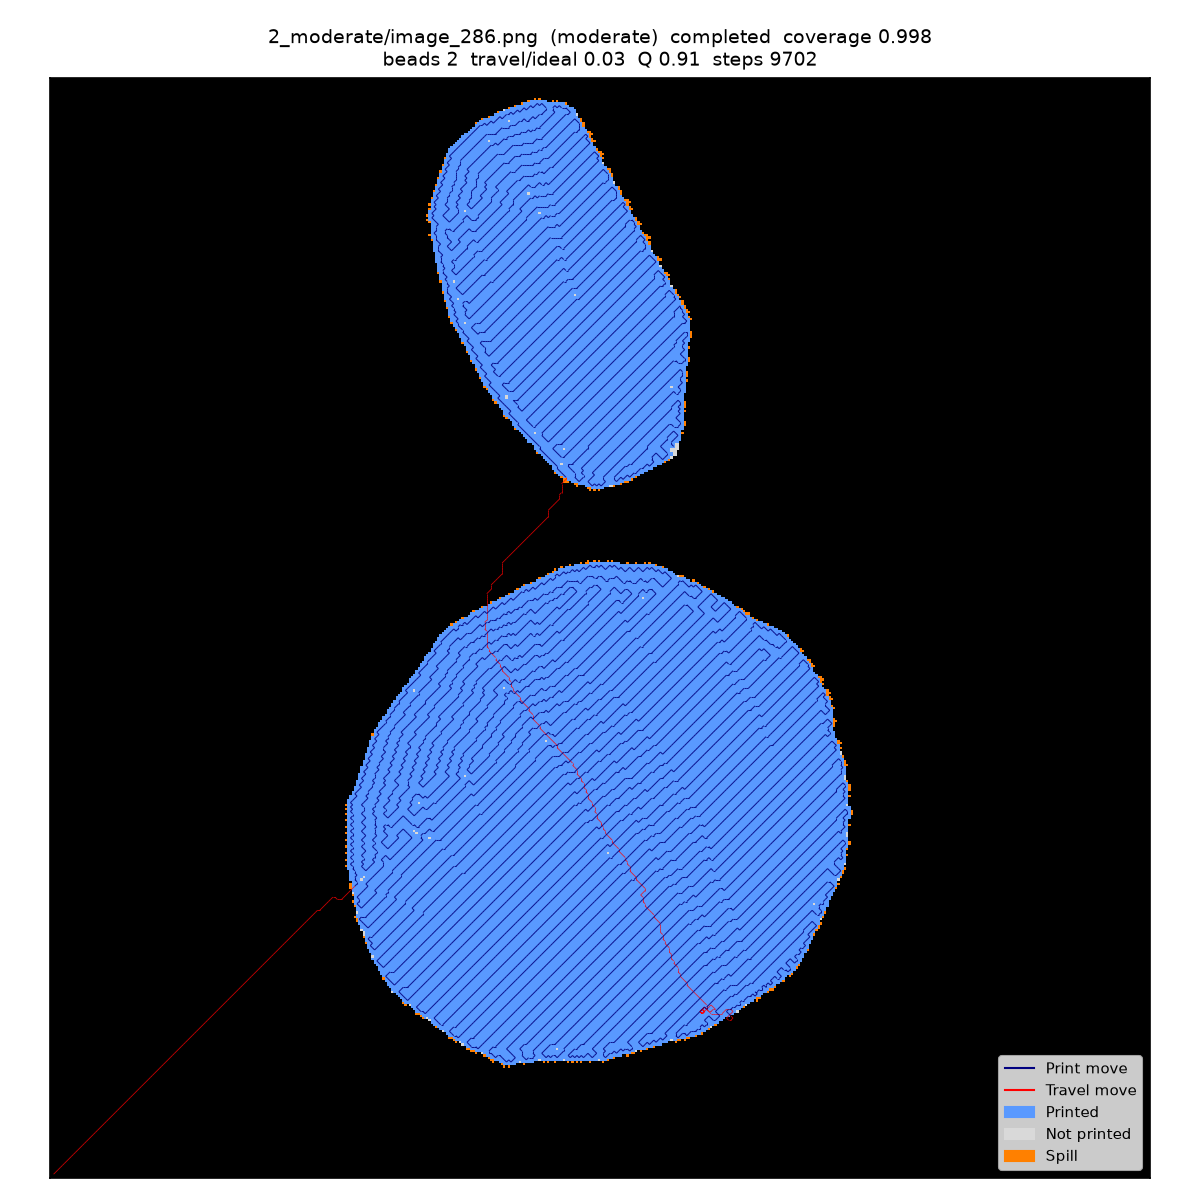 2_moderate/image_286.png  (moderate)  completed  coverage 0.998
beads 2  travel/ideal 0.03  Q 0.91  steps 9702
Print move
Travel move
Printed
Not printed
Spill